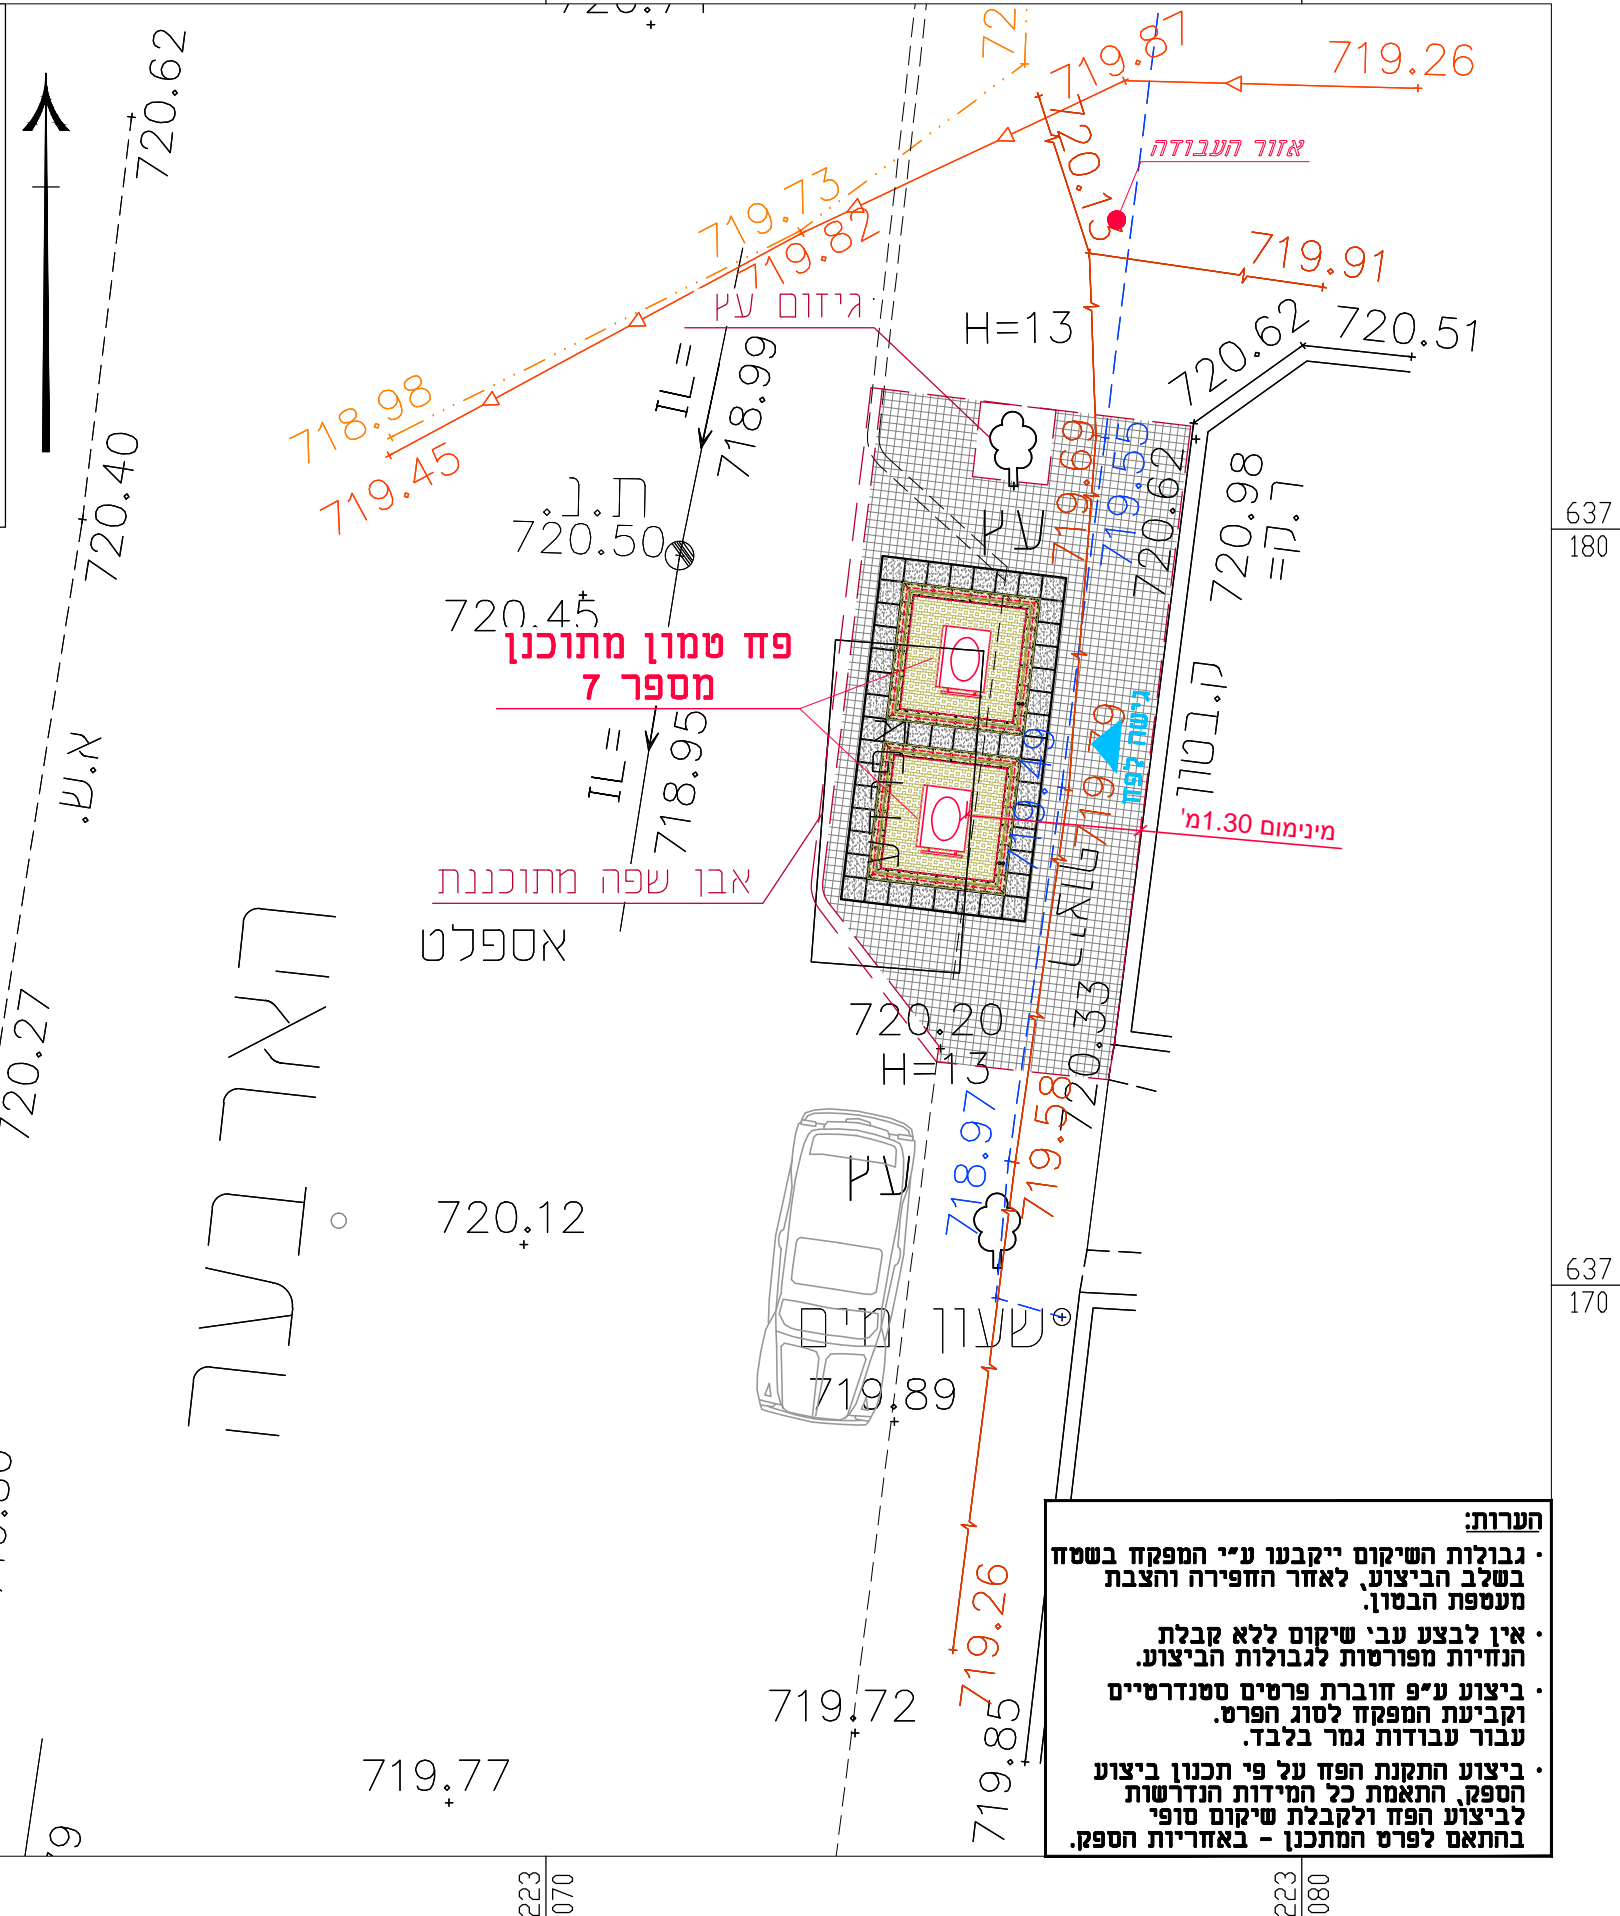 720.62
719.87
719.26
720.15
אזור העבודה
719.73
719.82
719.91
גיזום עץ
H=13
720.62
720.51
IL=
718.99
718.98
719.45
720.40
ת.נ.
720.50
720.45
עץ
719.69
719.55
720.62
ר.קו=
720.98
637
180
פח טמון מתוכנן
מספר 7
ק.בטון
גישה לפח
719.79
719.49
א.ש.
IL=
718.95
מינימום 1.30מ'
אבן שפה מתוכננת
אספלט
720.27
720.20
H=13
720.33
718.97
719.58
עץ
720.12
637
170
שעון מים
719.89
719.26
719.72
719.85
719.77
הערות:
• גבולות השיקום ייקבעו ע"י המפקח בשטח
בשלב הביצוע, לאחר החפירה והצבת
מעטפת הבטון.
• אין לבצע עב' שיקום ללא קבלת
הנחיות מפורטות לגבולות הביצוע.
• ביצוע ע"פ חוברת פרטים סטנדרטיים
וקביעת המפקח לסוג הפרט.
עבור עבודות גמר בלבד.
• ביצוע התקנת הפח על פי תכנון ביצוע
הספק, התאמת כל המידות הנדרשות
לביצוע הפח ולקבלת שיקום סופי
בהתאם לפרט המתכנן - באחריות הספק.
223
070
223
080